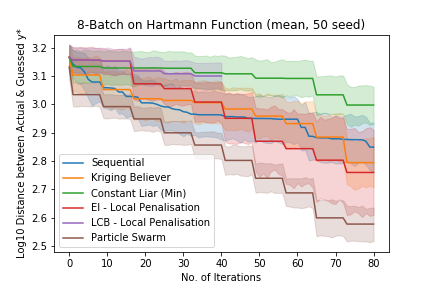 8-Batch on Hartmann Function (mean, 50 seed)
Log10 Distance between Actual & Guessed y*
3.2
3.1
3.0
2.9
2.8
2.7
2.6
2.5
Sequential
Kriging Believer
Constant Liar (Min)
EI - Local Penalisation
LCB - Local Penalisation
Particle Swarm
0 10 20 30 40 50 60 70 80
No. of Iterations